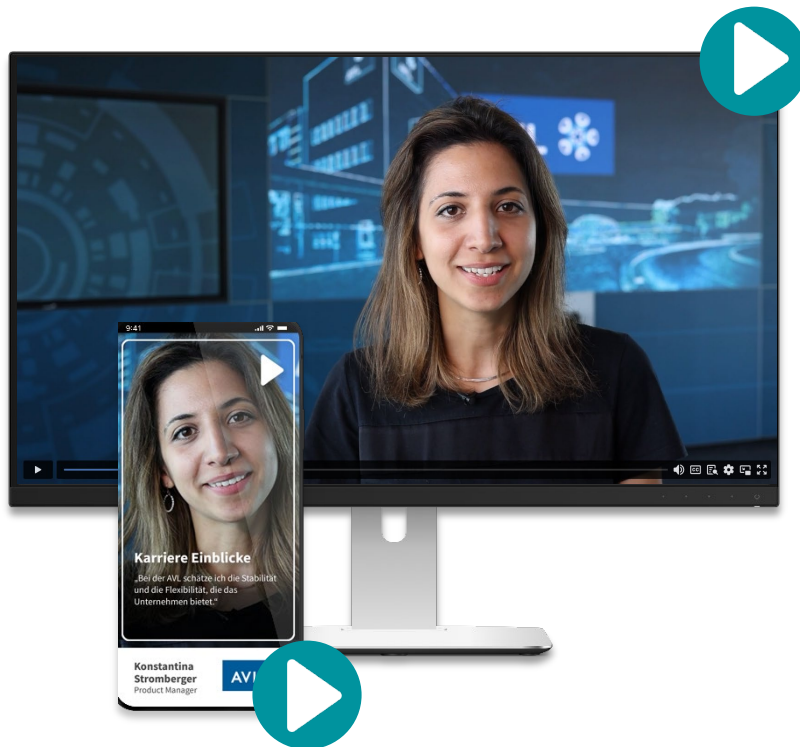 9:41
CC
Karriere Einblicke
„Bei der AVL schätze ich die Stabilität
und die Flexibilität, die das
Unternehmen bietet.“
Konstantina
Stromberger
Product Manager